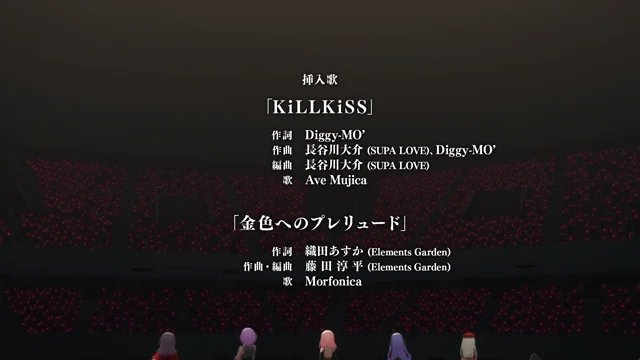 挿入歌
「KiLLKiSS」
作詞 Diggy-MO'
作曲 長谷川大介 (SUPA LOVE)、Diggy-MO'
編曲 長谷川大介 (SUPA LOVE)
歌 Ave Mujica
「金色へのプレリュード」
作詞 織田あすか (Elements Garden)
作曲・編曲 藤田淳平 (Elements Garden)
歌 Morfonica